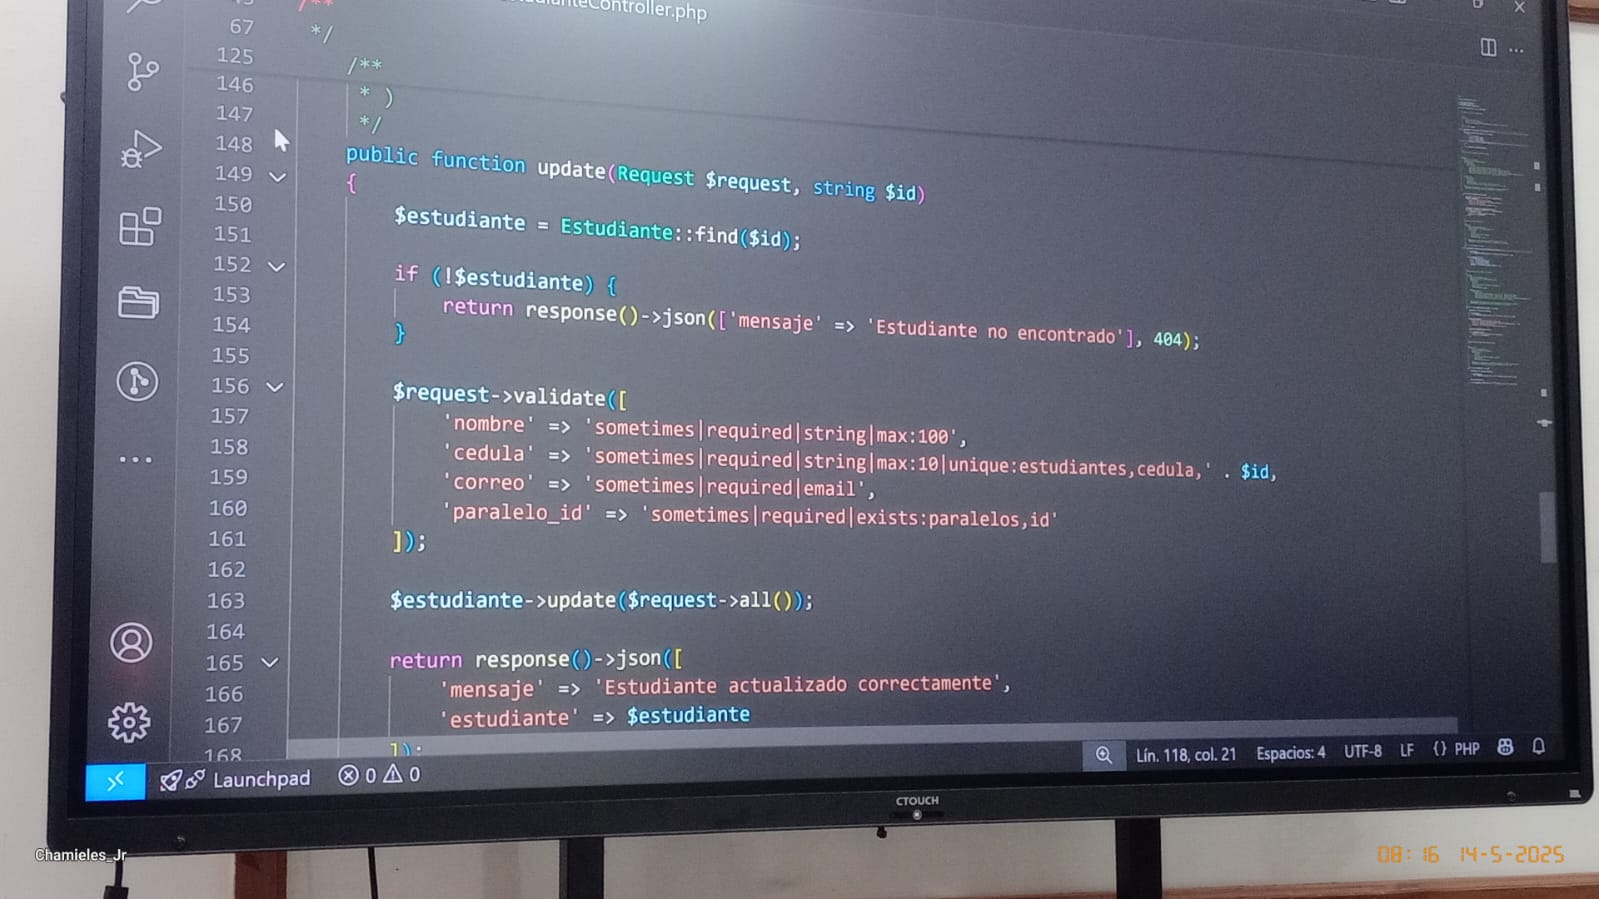 udianteController.php
67 */
125 /**
146 * )
147 */
148
149 public function update(Request $request, string $id)
150 {
151 $estudiante = Estudiante::find($id);
152
153 if (!$estudiante) {
154 return response()->json(['mensaje' => 'Estudiante no encontrado'], 404);
155 }
156 $request->validate([
157 'nombre' => 'sometimes|required|string|max:100',
158 'cedula' => 'sometimes|required|string|max:10|unique:estudiantes,cedula,' . $id,
159 'correo' => 'sometimes|required|email',
160 'paralelo_id' => 'sometimes|required|exists:paralelos,id'
161 ]);
162
163 $estudiante->update($request->all());
164
165 return response()->json([
166 'mensaje' => 'Estudiante actualizado correctamente',
167 'estudiante' => $estudiante
168 ]);
Launchpad 0 0 Lín. 118, col. 21 Espacios: 4 UTF-8 LF {} PHP
CTOUCH
Chamieles_Jr
08:16 14-5-2025